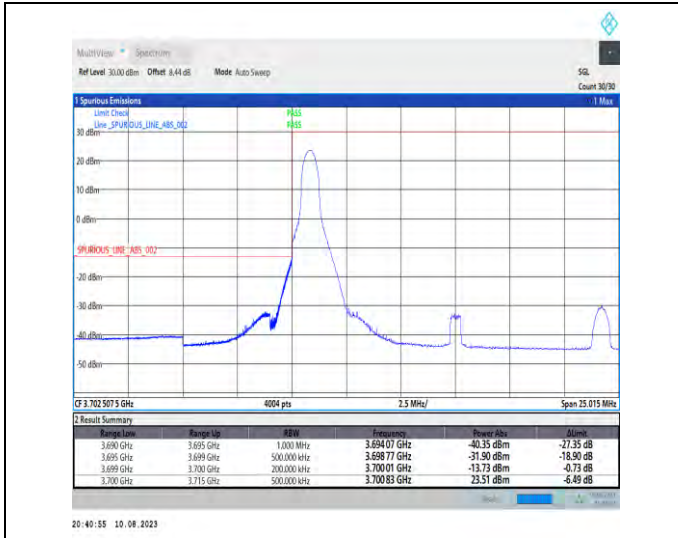 MultiView Spectrum
Ref Level 30.00 dBm Offset 8.44 dB Mode Auto Sweep SGL
Count 30/30
1 Spurious Emissions 1 Max
Limit Check PASS
Line _SPURIOUS_LINE_ABS_002 PASS
30 dBm
20 dBm
10 dBm
0 dBm
SPURIOUS_LINE_ABS_002
-20 dBm
-30 dBm
-40 dBm
-50 dBm
CF 3.702 507 5 GHz 4004 pts 2.5 MHz/ Span 25.015 MHz
2 Result Summary
Range Low Range Up RBW Frequency Power Abs ΔLimit
3.690 GHz 3.695 GHz 1.000 MHz 3.694 07 GHz -40.35 dBm -27.35 dB
3.695 GHz 3.699 GHz 500.000 kHz 3.698 77 GHz -31.90 dBm -18.90 dB
3.699 GHz 3.700 GHz 200.000 kHz 3.700 01 GHz -13.73 dBm -0.73 dB
3.700 GHz 3.715 GHz 500.000 kHz 3.700 83 GHz 23.51 dBm -6.49 dB
20:40:55 10.08.2023